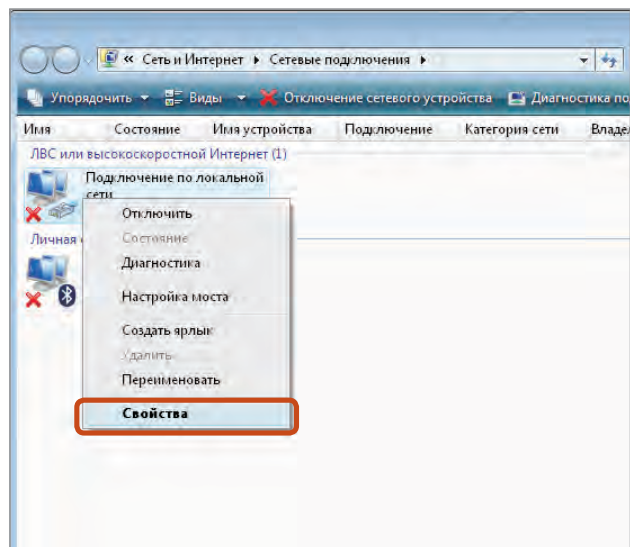 « Сеть и Интернет ▸ Сетевые подключения ▸
Упорядочить Виды Отключение сетевого устройства Диагностика по
Имя Состояние Имя устройства Подключение Категория сети Владел
ЛВС или высокоскоростной Интернет (1)
Подключение по локальной
сети
Отключить
Состояние
Личная
Диагностика
Настройка моста
Создать ярлык
Удалить
Переименовать
Свойства